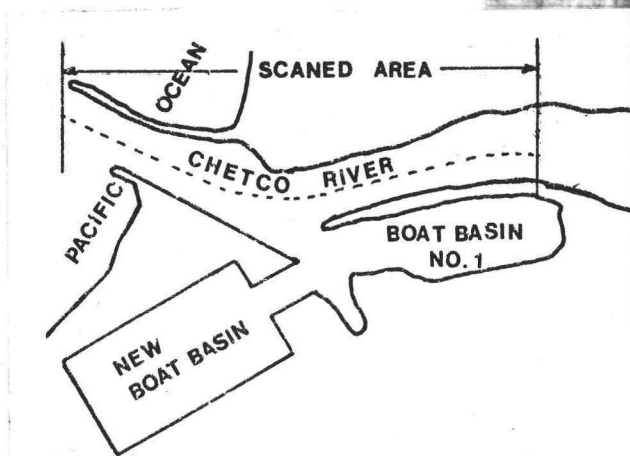 SCANED AREA
OCEAN
CHETCO RIVER
PACIFIC
BOAT BASIN
NO. 1
NEW
BOAT BASIN